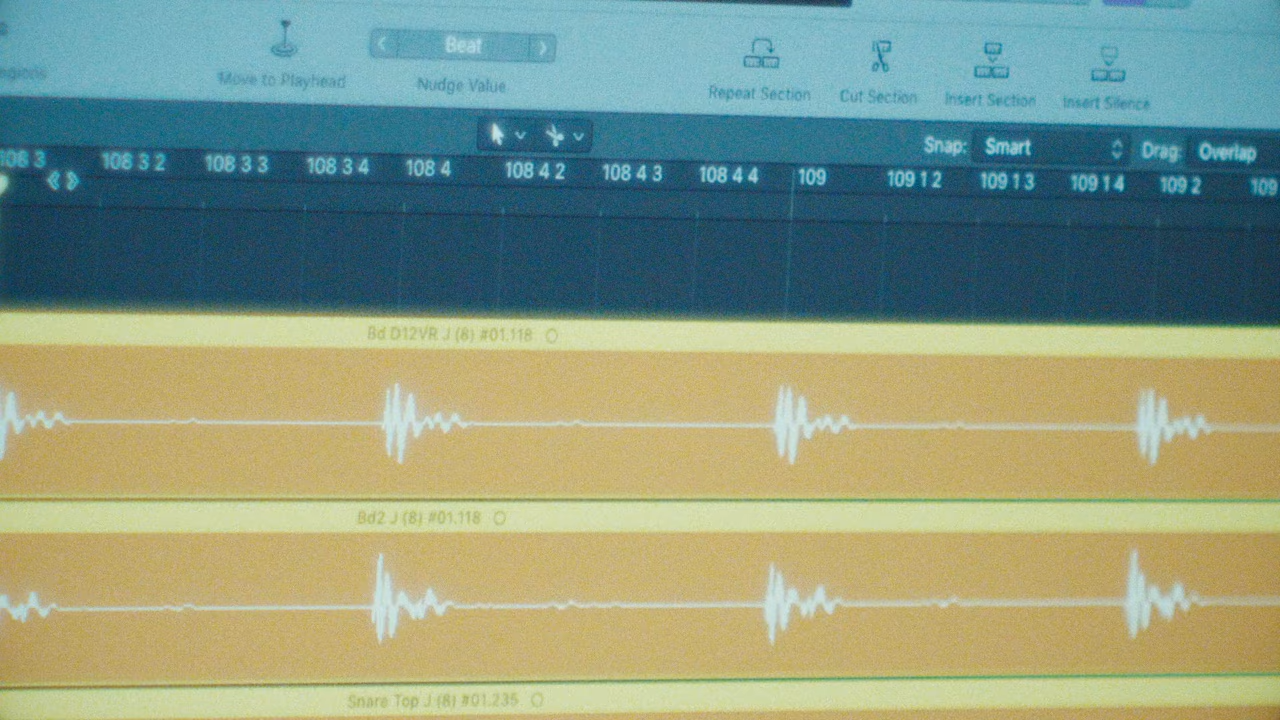 Beat
Move to Playhead
Nudge Value
Repeat Section
Cut Section
Insert Section
Insert Silence
Snap: Smart
Drag: Overlap
108 3
108 3 2
108 3 3
108 3 4
108 4
108 4 2
108 4 3
108 4 4
109
109 1 2
109 1 3
109 1 4
109 2
109
Bd D12VR J (8) #01.118
Bd2 J (8) #01.118
Snare Top J (8) #01.235